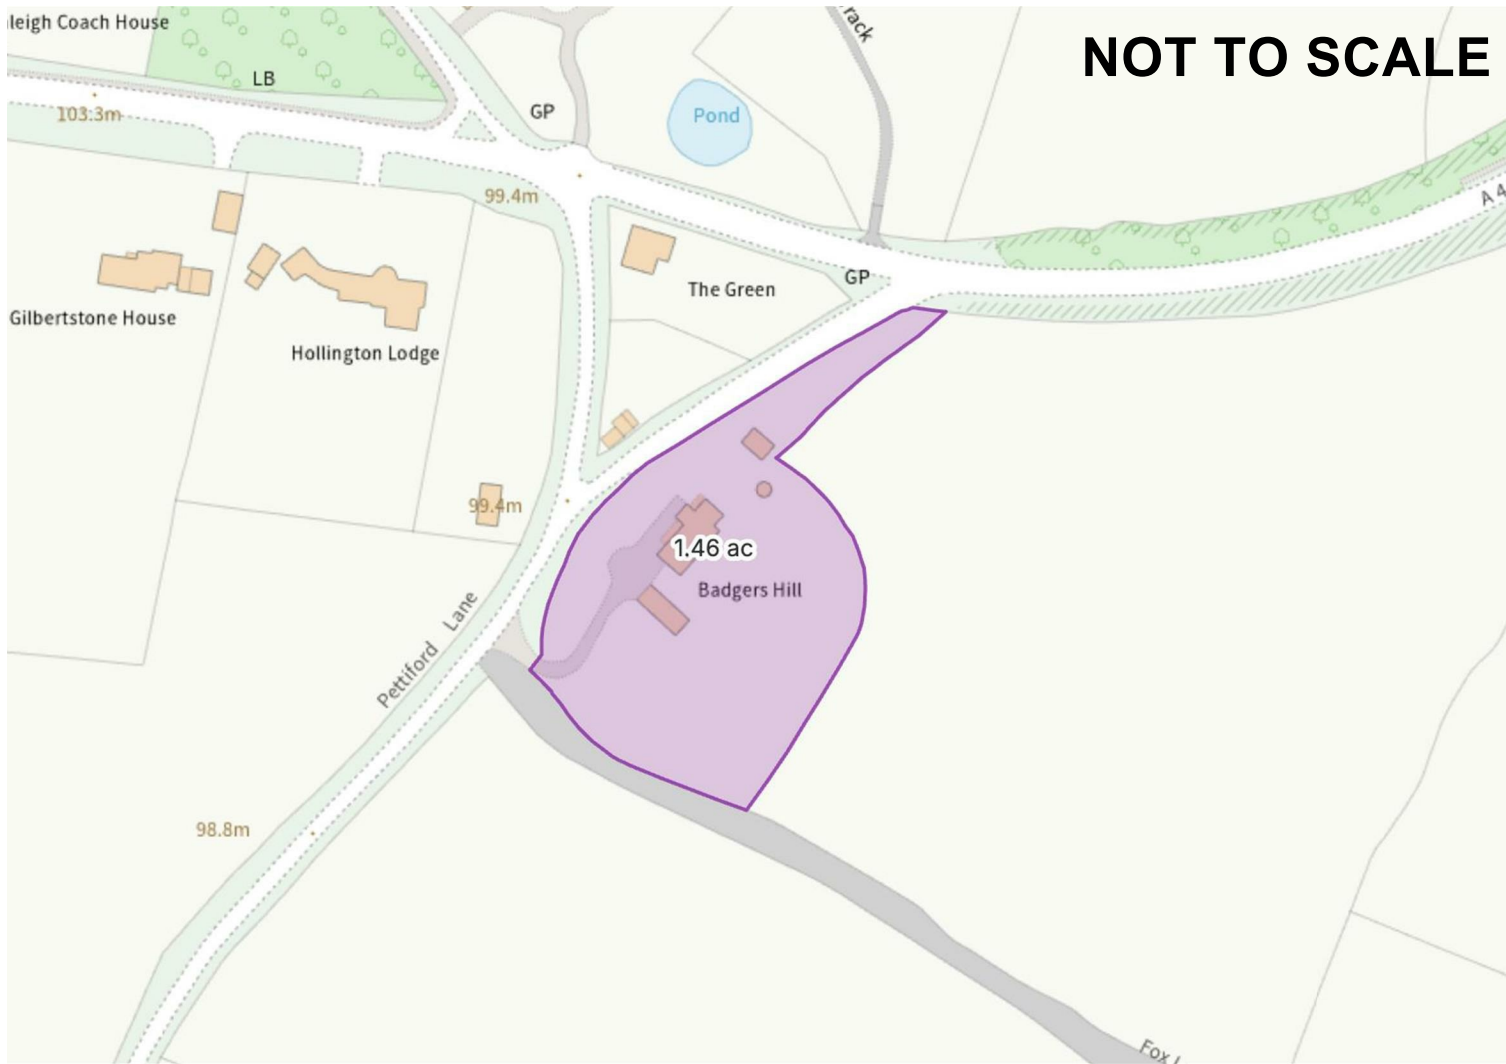 leigh Coach House
NOT TO SCALE
rack
LB
103.3m
GP
Pond
99.4m
A 4
GP
The Green
Gilbertstone House
Hollington Lodge
99.4m
1.46 ac
Badgers Hill
Pettiford Lane
98.8m
Fox